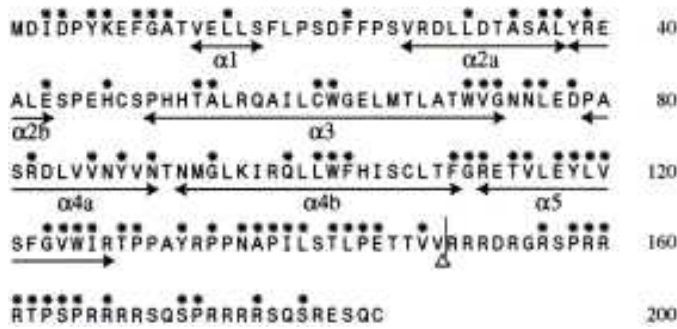 MDIDPYKEFGATVELLSFLPSDFFPSVRDLLDTASALYRE 40
α1 α2a
ALESPEHCSPHHTALRQAILCWGELMTLATWVGNNLEDPA 80
α2b α3
SRDLVVNYVNTNMGLKIRQLLWFHISCLTFGRETVLEYLV 120
α4a α4b α5
SFGVWIRTPPAYRPPNAPILSTLPETTVVRRRDRGRSPRR 160
RTPSPRRRRSQSPRRRRSQSRESQC 200